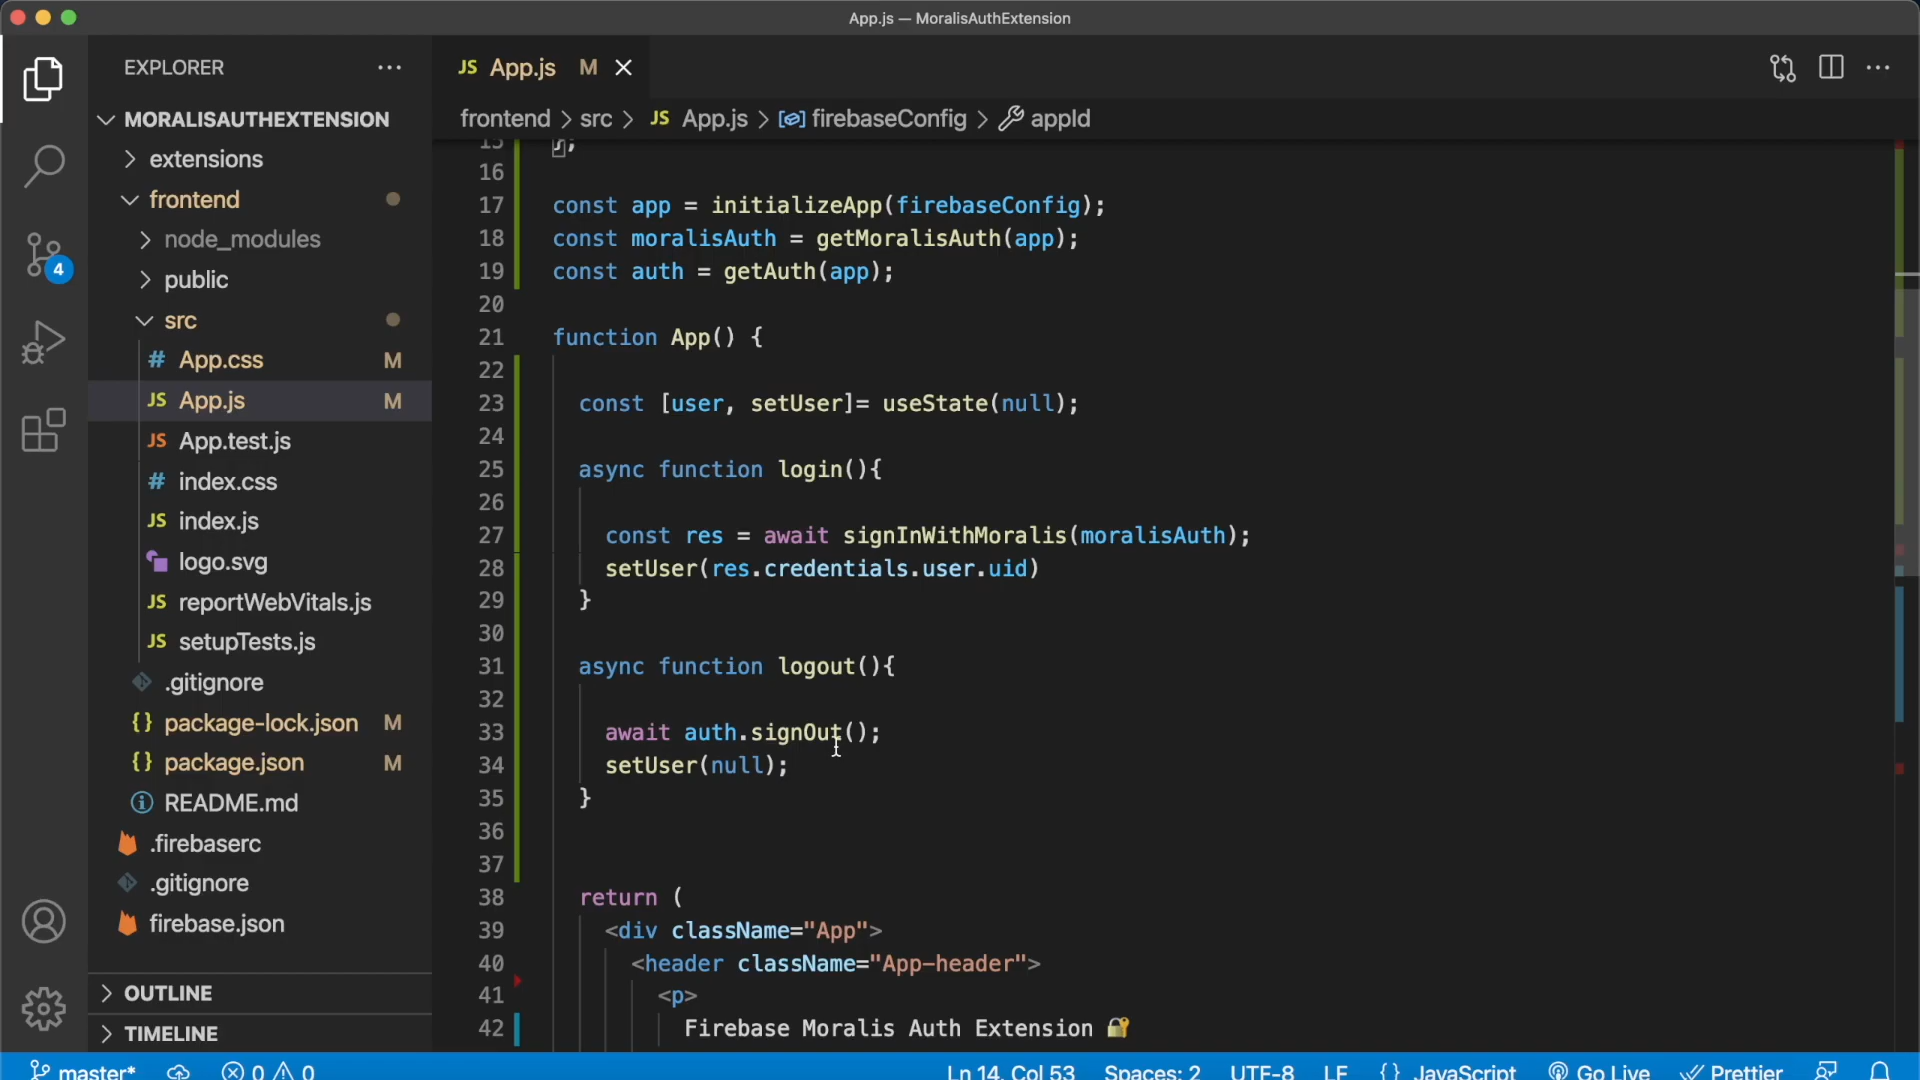 App.js — MoralisAuthExtension
EXPLORER
MORALISAUTHEXTENSION
extensions
frontend
node_modules
public
src
# App.css M
JS App.js M
JS App.test.js
# index.css
JS index.js
logo.svg
JS reportWebVitals.js
JS setupTests.js
.gitignore
{} package-lock.json M
{} package.json M
README.md
.firebaserc
.gitignore
firebase.json
OUTLINE
TIMELINE
4
JS App.js M
frontend > src > JS App.js > firebaseConfig > appId
15 };
16
17 const app = initializeApp(firebaseConfig);
18 const moralisAuth = getMoralisAuth(app);
19 const auth = getAuth(app);
20
21 function App() {
22
23 const [user, setUser]= useState(null);
24
25 async function login(){
26
27 const res = await signInWithMoralis(moralisAuth);
28 setUser(res.credentials.user.uid)
29 }
30
31 async function logout(){
32
33 await auth.signOut();
34 setUser(null);
35 }
36
37
38 return (
39 <div className="App">
40 <header className="App-header">
41 <p>
42 Firebase Moralis Auth Extension 🔐
master* 0 0 Ln 14, Col 53 Spaces: 2 UTF-8 LF {} JavaScript Go Live Prettier